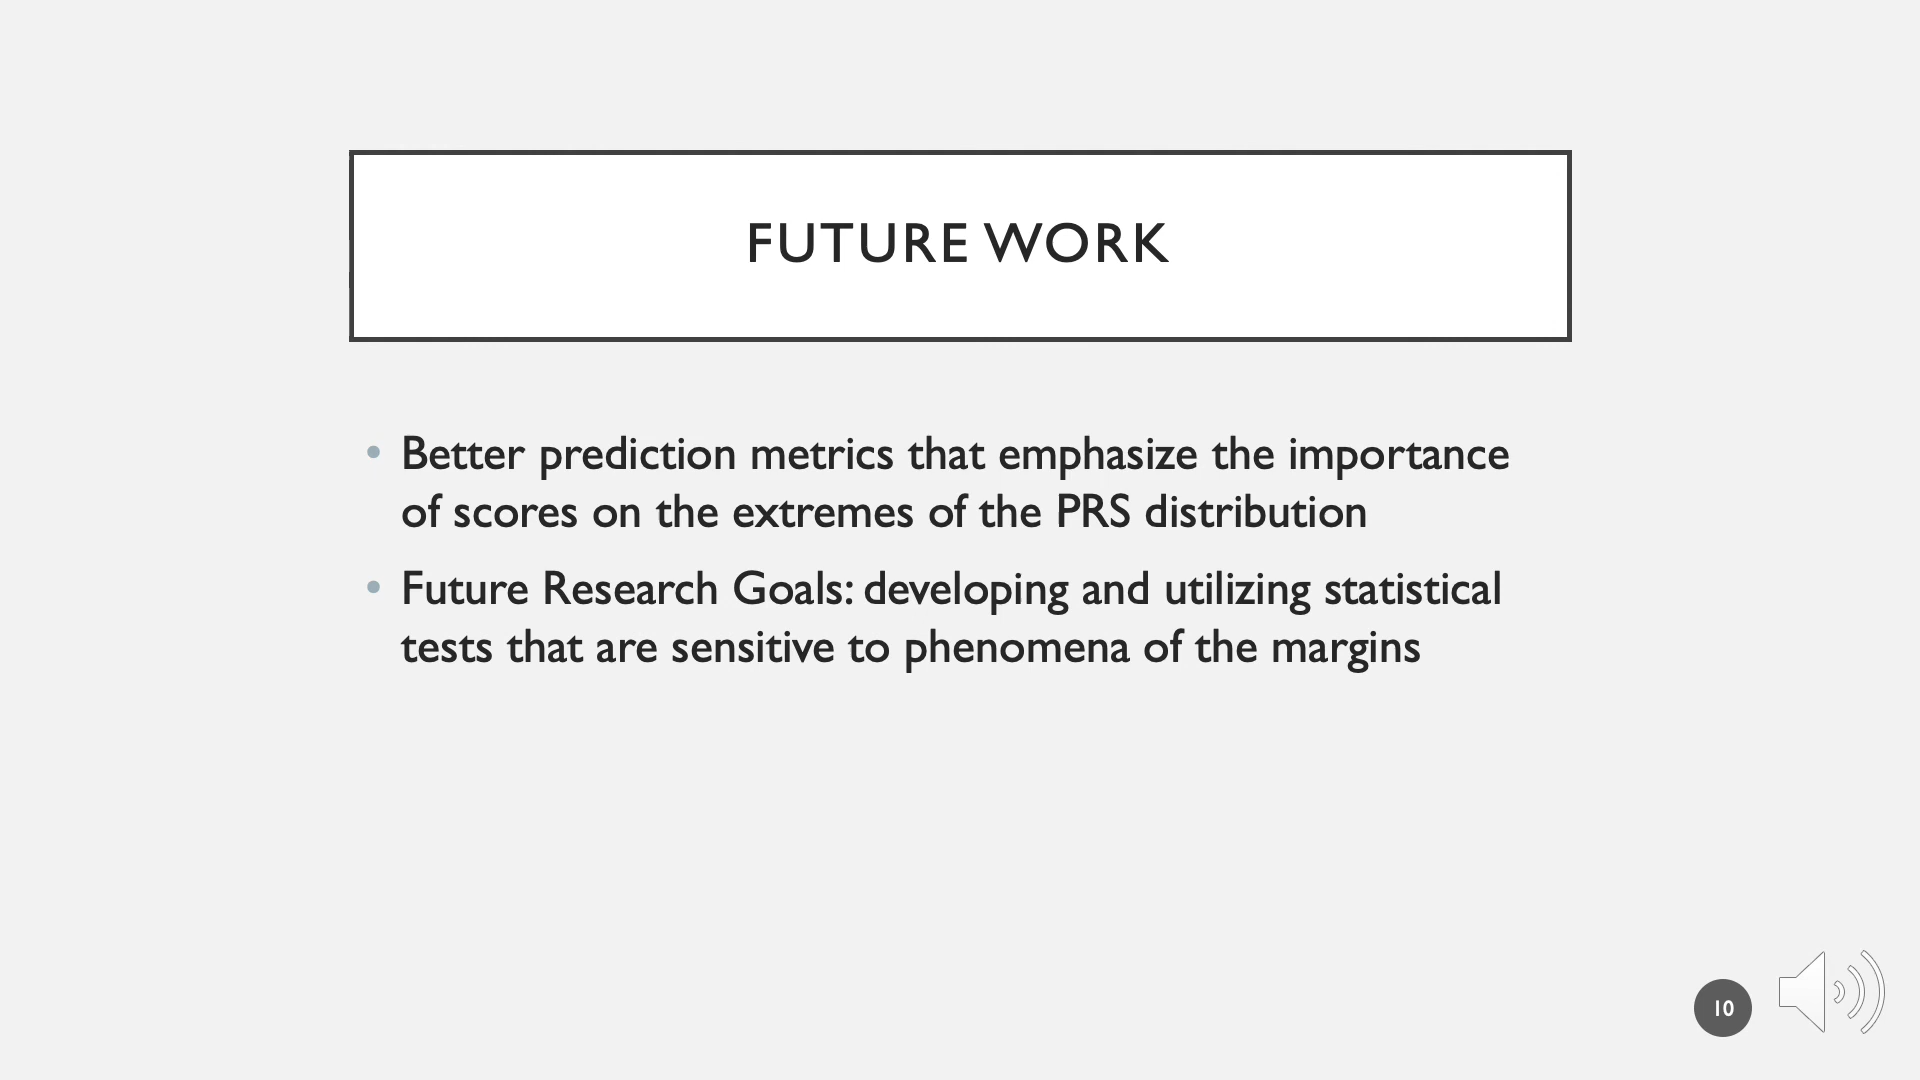 FUTURE WORK
• Better prediction metrics that emphasize the importance
of scores on the extremes of the PRS distribution
• Future Research Goals: developing and utilizing statistical
tests that are sensitive to phenomena of the margins
10